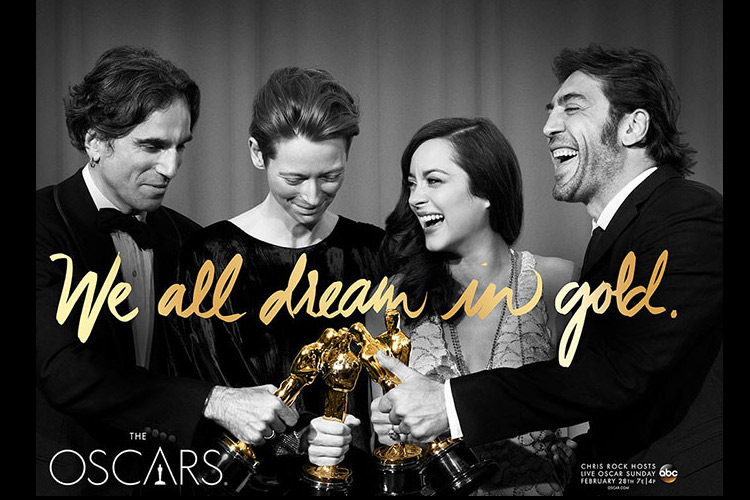 We all dream in gold.
THE
OSCARS
CHRIS ROCK HOSTS
LIVE OSCAR SUNDAY
FEBRUARY 28TH 7E|4P
OSCAR.COM
abc